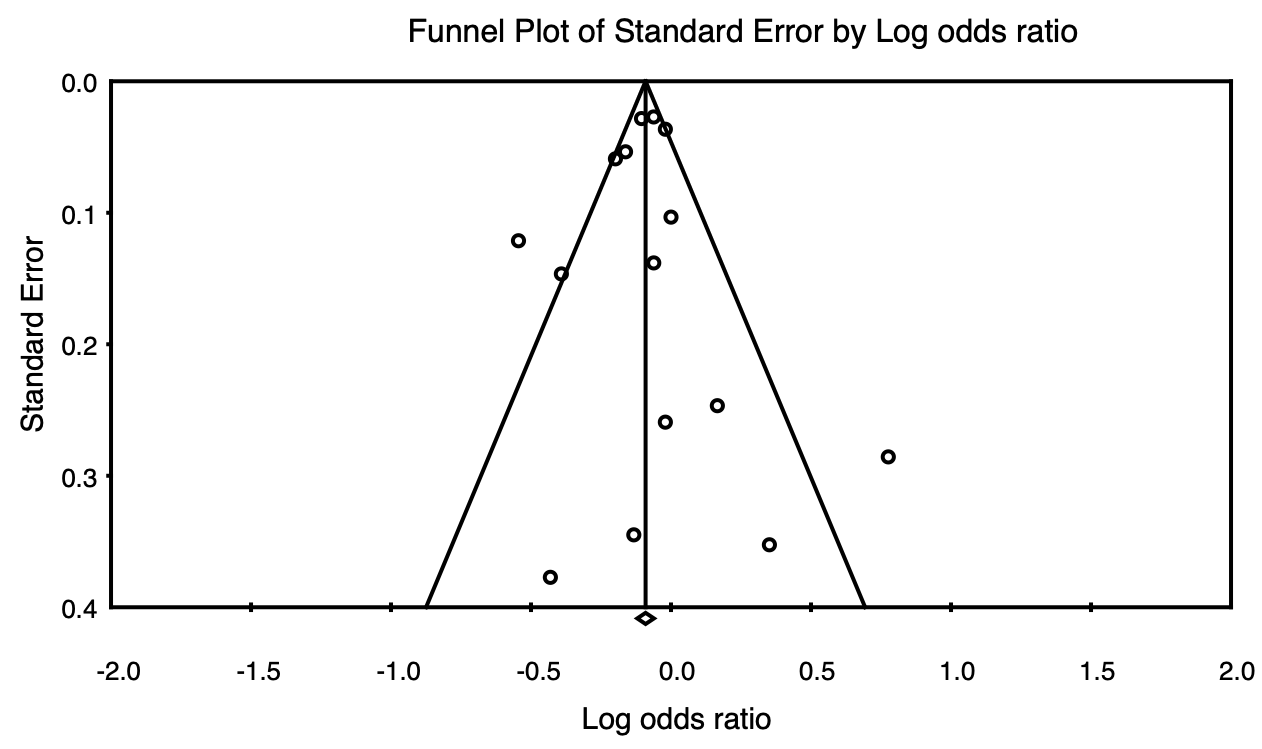 Funnel Plot of Standard Error by Log odds ratio
0.0
0.1
0.2
0.3
0.4
Standard Error
-2.0 -1.5 -1.0 -0.5 0.0 0.5 1.0 1.5 2.0
Log odds ratio